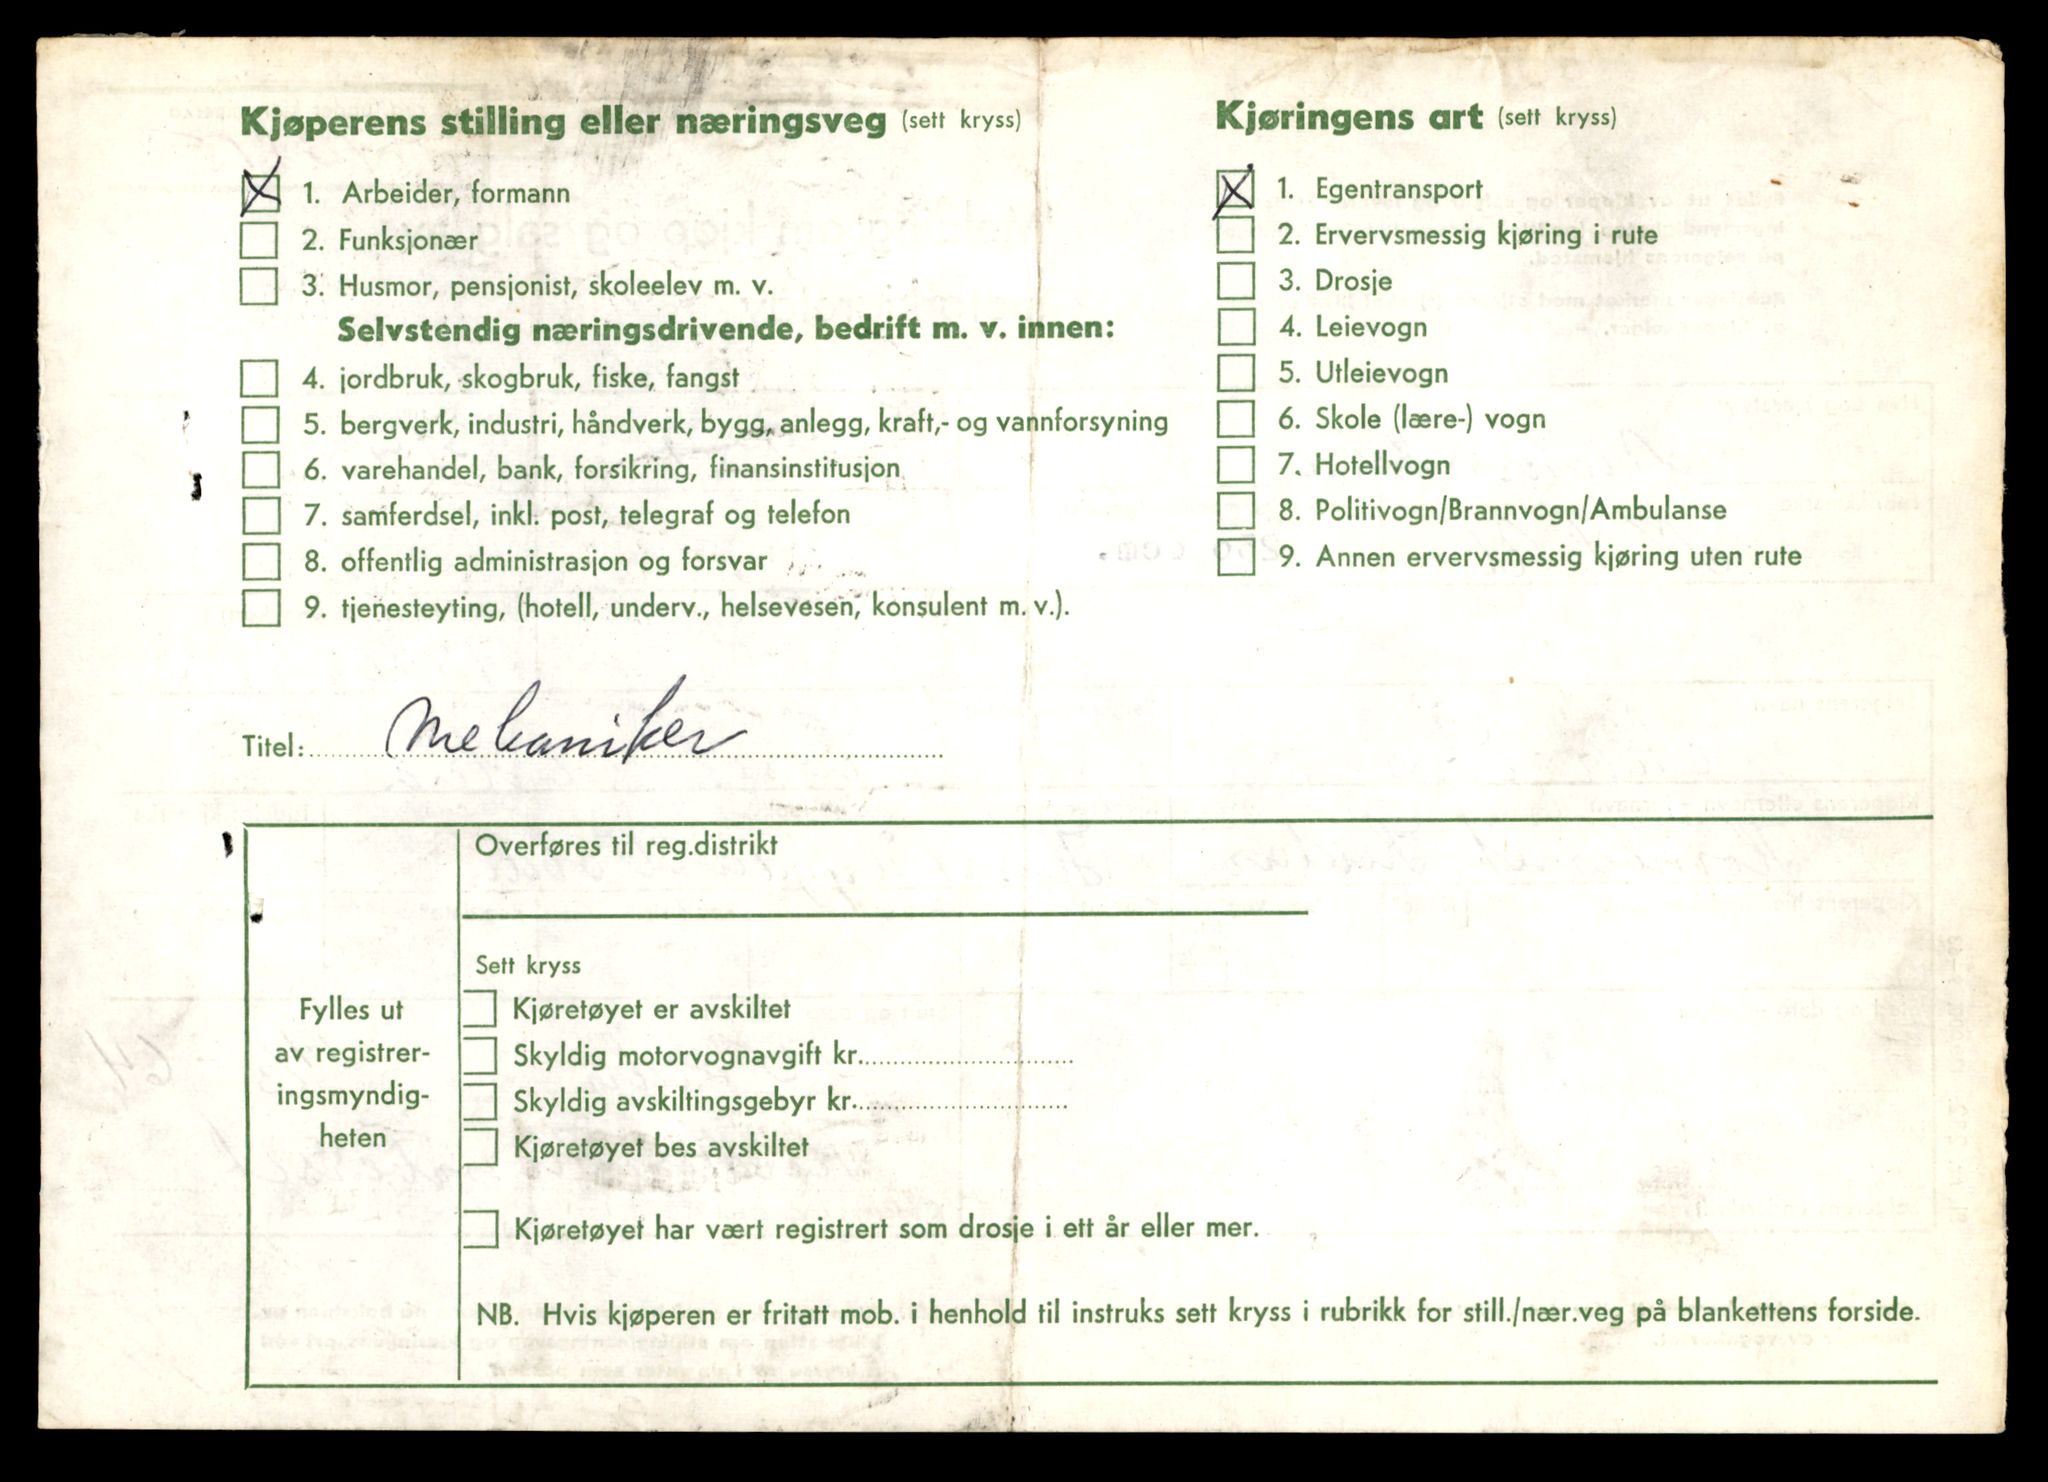 Kjøperens stilling eller næringsveg (sett kryss)
1. Arbeider, formann
2. Funksjonær
3. Husmor, pensjonist, skoleelev m. v.
Selvstendig næringsdrivende, bedrift m. v. innen:
4. jordbruk, skogbruk, fiske, fangst
5. bergverk, industri, håndverk, bygg, anlegg, kraft,- og vannforsyning
6. varehandel, bank, forsikring, finansinstitusjon
7. samferdsel, inkl. post, telegraf og telefon
8. offentlig administrasjon og forsvar
9. tjenesteyting, (hotell, underv., helsevesen, konsulent m. v.).
Kjøringens art (sett kryss)
1. Egentransport
2. Ervervsmessig kjøring i rute
3. Drosje
4. Leievogn
5. Utleievogn
6. Skole (lære-) vogn
7. Hotellvogn
8. Politivogn/Brannvogn/Ambulanse
9. Annen ervervsmessig kjøring uten rute
Titel: Mekaniker
Fylles ut
av registrer-
ingsmyndig-
heten
Overføres til reg.distrikt
Sett kryss
Kjøretøyet er avskiltet
Skyldig motorvognavgift kr.
Skyldig avskiltingsgebyr kr.
Kjøretøyet bes avskiltet
Kjøretøyet har vært registrert som drosje i ett år eller mer.
NB. Hvis kjøperen er fritatt mob. i henhold til instruks sett kryss i rubrikk for still./nær.veg på blankettens forside.